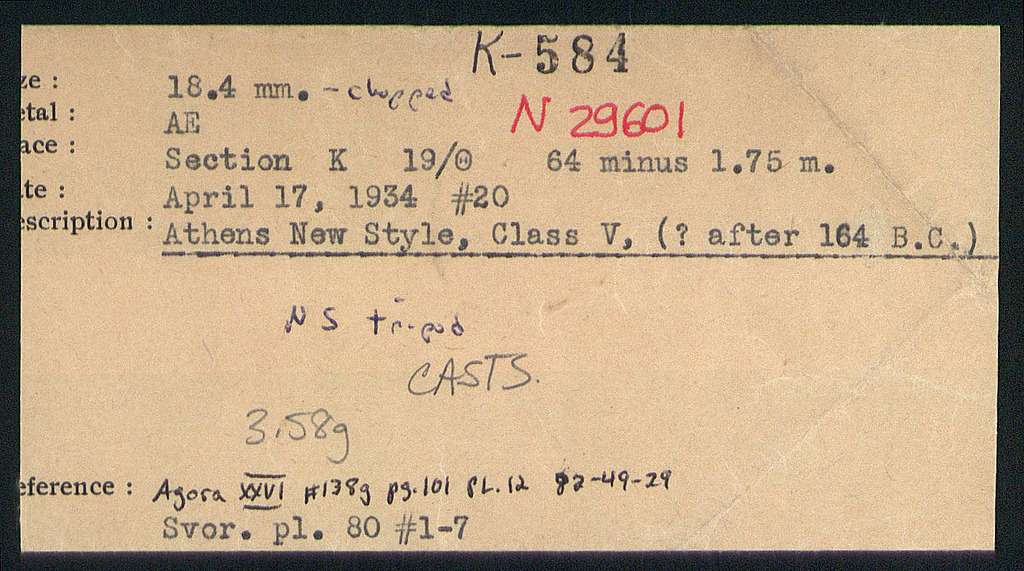 K-584
ze : 18.4 mm. - chopped
etal : AE N 29601
ace : Section K 19/Θ 64 minus 1.75 m.
te : April 17, 1934 #20
escription : Athens New Style, Class V, (? after 164 B.C.)
NS tripod
CASTS.
3.58g
eference : Agora XXVI #138g pg.101 PL.12 82-49-29
Svor. pl. 80 #1-7